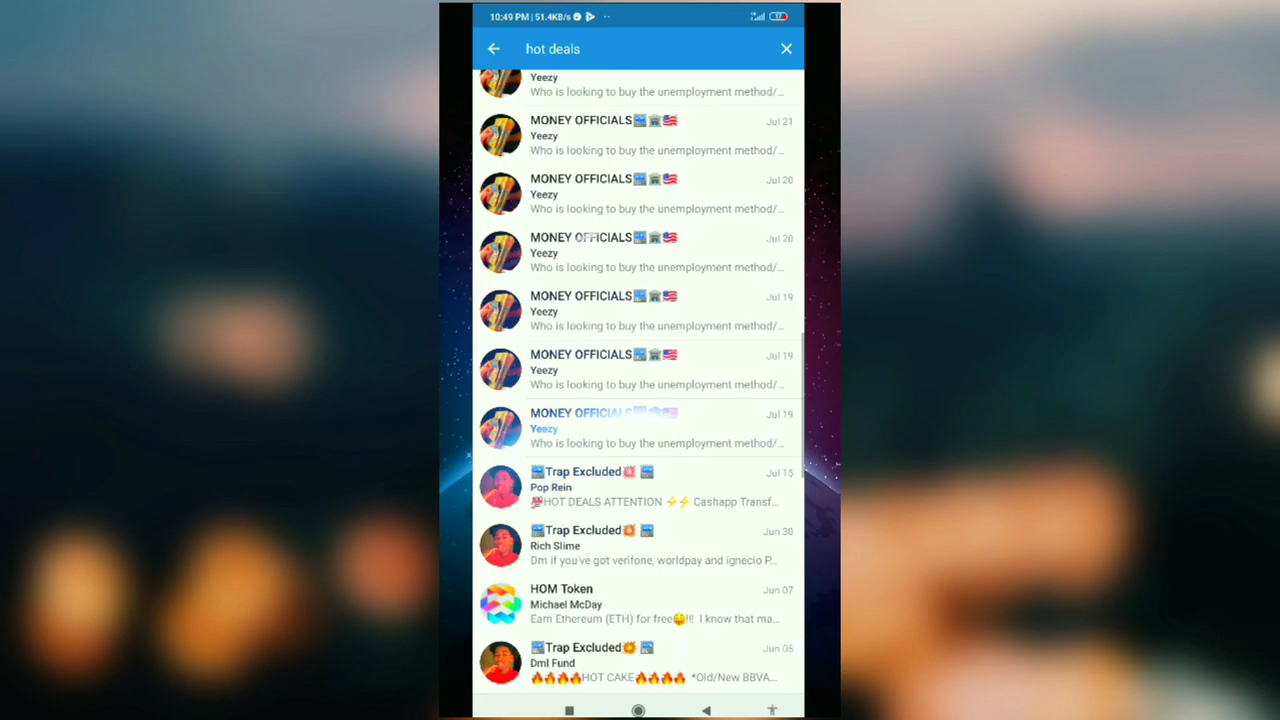 10:49 PM | 51.4KB/s
17
hot deals
Yeezy
Who is looking to buy the unemployment method/...
MONEY OFFICIALS🏧🏦🇺🇸 Jul 21
Yeezy
Who is looking to buy the unemployment method/...
MONEY OFFICIALS🏧🏦🇺🇸 Jul 20
Yeezy
Who is looking to buy the unemployment method/...
MONEY OFFICIALS🏧🏦🇺🇸 Jul 20
Yeezy
Who is looking to buy the unemployment method/...
MONEY OFFICIALS🏧🏦🇺🇸 Jul 19
Yeezy
Who is looking to buy the unemployment method/...
MONEY OFFICIALS🏧🏦🇺🇸 Jul 19
Yeezy
Who is looking to buy the unemployment method/...
MONEY OFFICIALS🏧🏦🇺🇸 Jul 19
Yeezy
Who is looking to buy the unemployment method/...
🏧Trap Excluded💥 🏧 Jul 15
Pop Rein
💯HOT DEALS ATTENTION ⚡⚡ Cashapp Transf...
🏧Trap Excluded💥 🏧 Jun 30
Rich Slime
Dm if you've got verifone, worldpay and ignecio P...
HOM Token Jun 07
Michael McDay
Earn Ethereum (ETH) for free🤑!!! I know that ma...
🏧Trap Excluded💥 🏧 Jun 05
Dml Fund
🔥🔥🔥🔥HOT CAKE🔥🔥🔥🔥 *Old/New BBVA...